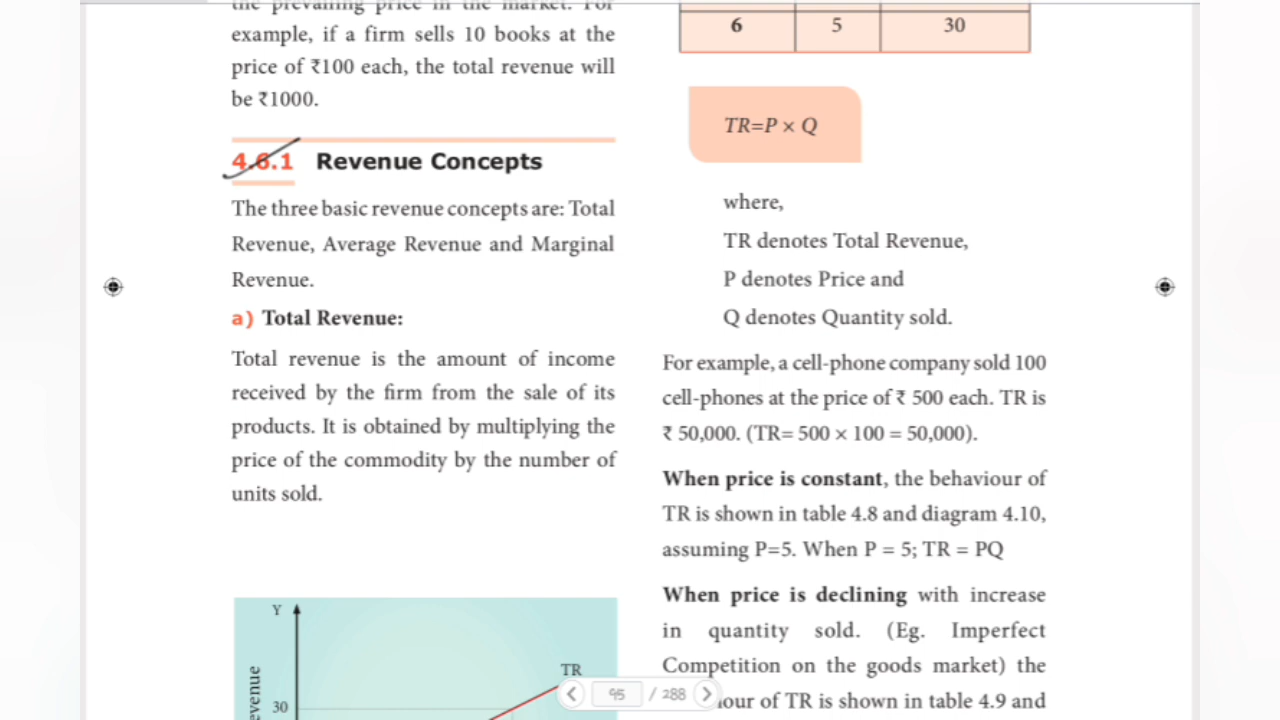 the prevailing price in the market. For
example, if a firm sells 10 books at the
price of ₹100 each, the total revenue will
be ₹1000.
4.6.1 Revenue Concepts
The three basic revenue concepts are: Total
Revenue, Average Revenue and Marginal
Revenue.
a) Total Revenue:
Total revenue is the amount of income
received by the firm from the sale of its
products. It is obtained by multiplying the
price of the commodity by the number of
units sold.
Y
TR
30
6 5 30
TR=P × Q
where,
TR denotes Total Revenue,
P denotes Price and
Q denotes Quantity sold.
For example, a cell-phone company sold 100
cell-phones at the price of ₹ 500 each. TR is
₹ 50,000. (TR= 500 × 100 = 50,000).
When price is constant, the behaviour of
TR is shown in table 4.8 and diagram 4.10,
assuming P=5. When P = 5; TR = PQ
When price is declining with increase
in quantity sold. (Eg. Imperfect
Competition on the goods market) the
our of TR is shown in table 4.9 and
95 / 288